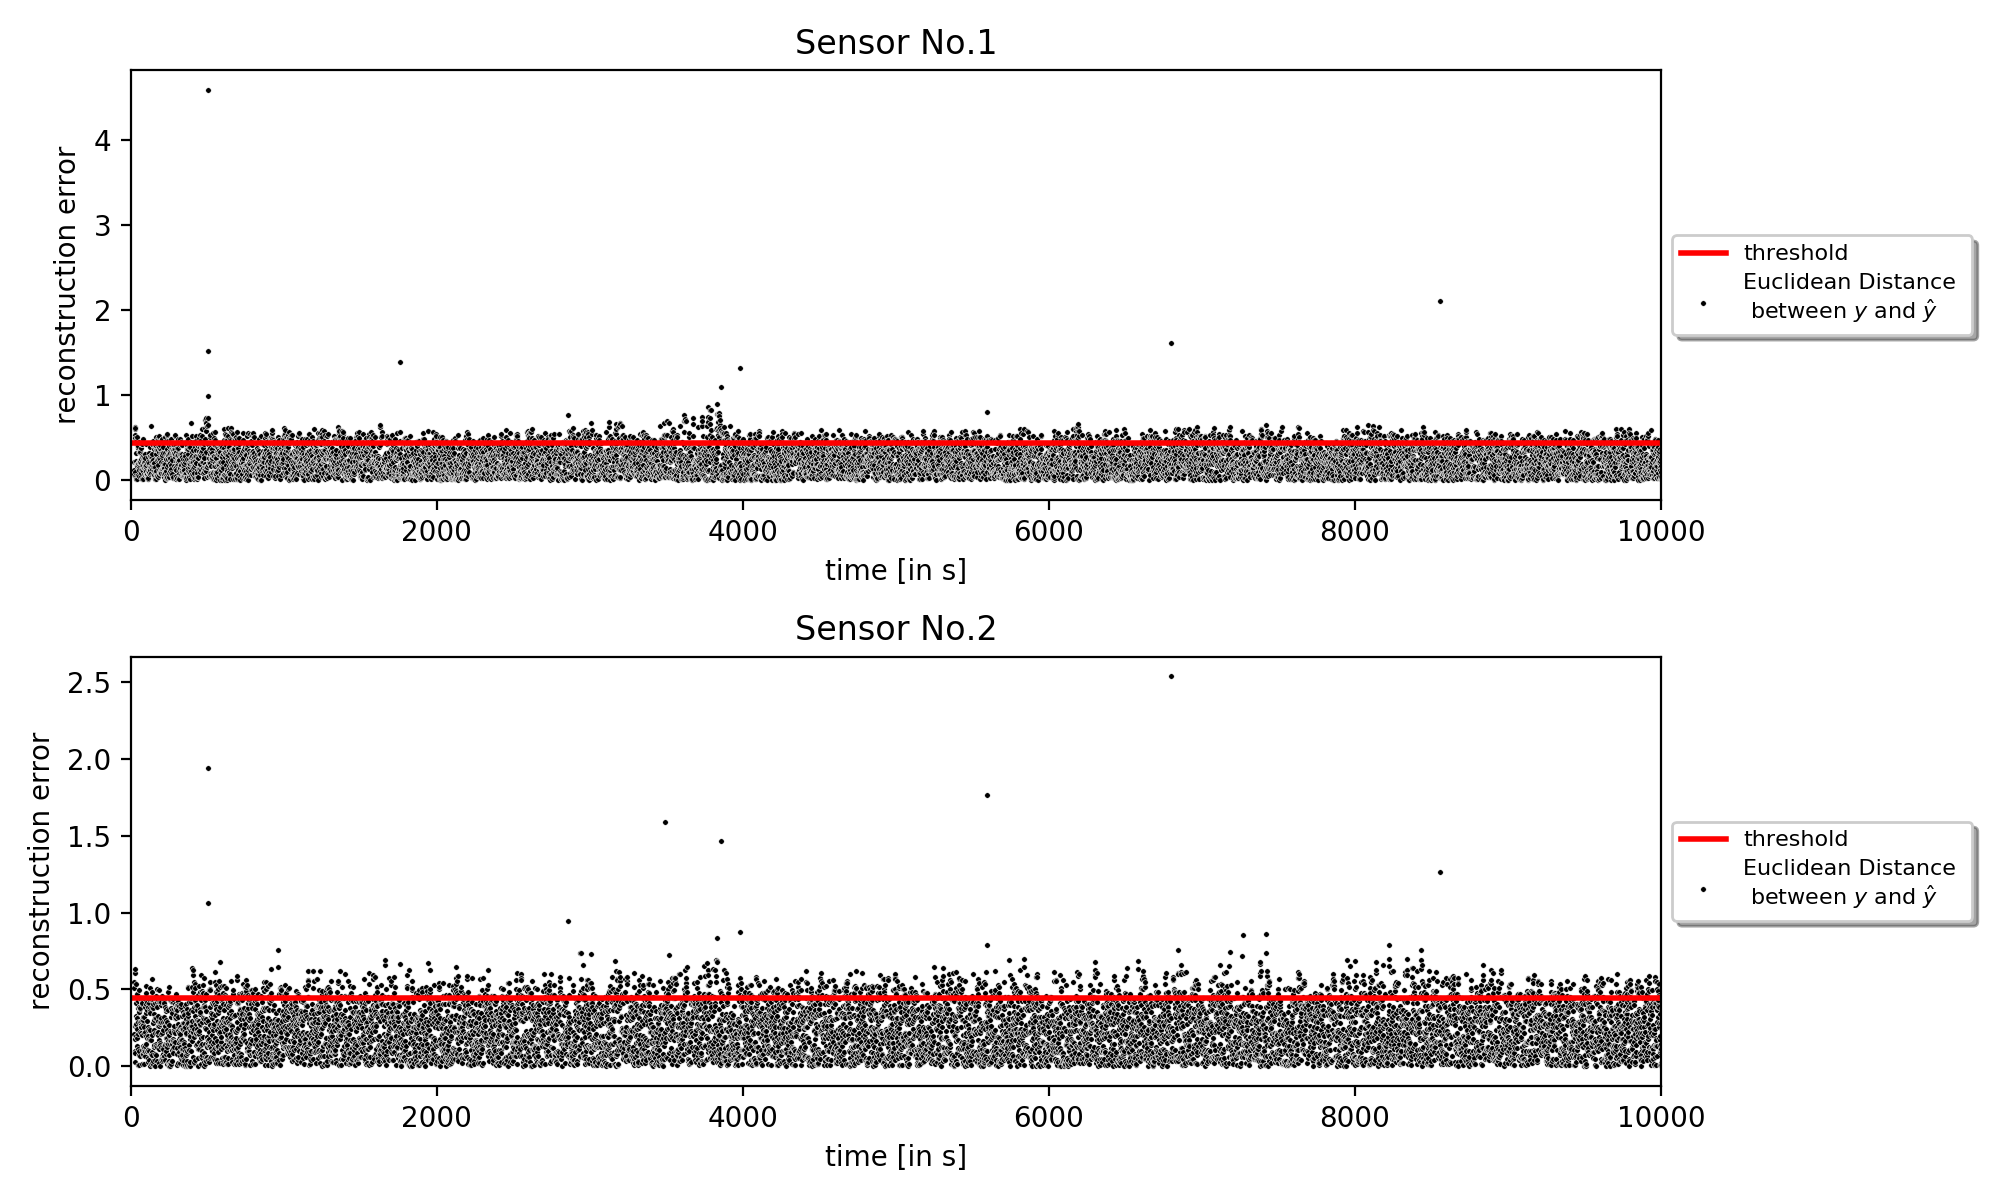 Sensor No.1
reconstruction error
4
3
2
1
0
0 2000 4000 6000 8000 10000
time [in s]
threshold
Euclidean Distance
between y and ŷ
Sensor No.2
reconstruction error
2.5
2.0
1.5
1.0
0.5
0.0
0 2000 4000 6000 8000 10000
time [in s]
threshold
Euclidean Distance
between y and ŷ